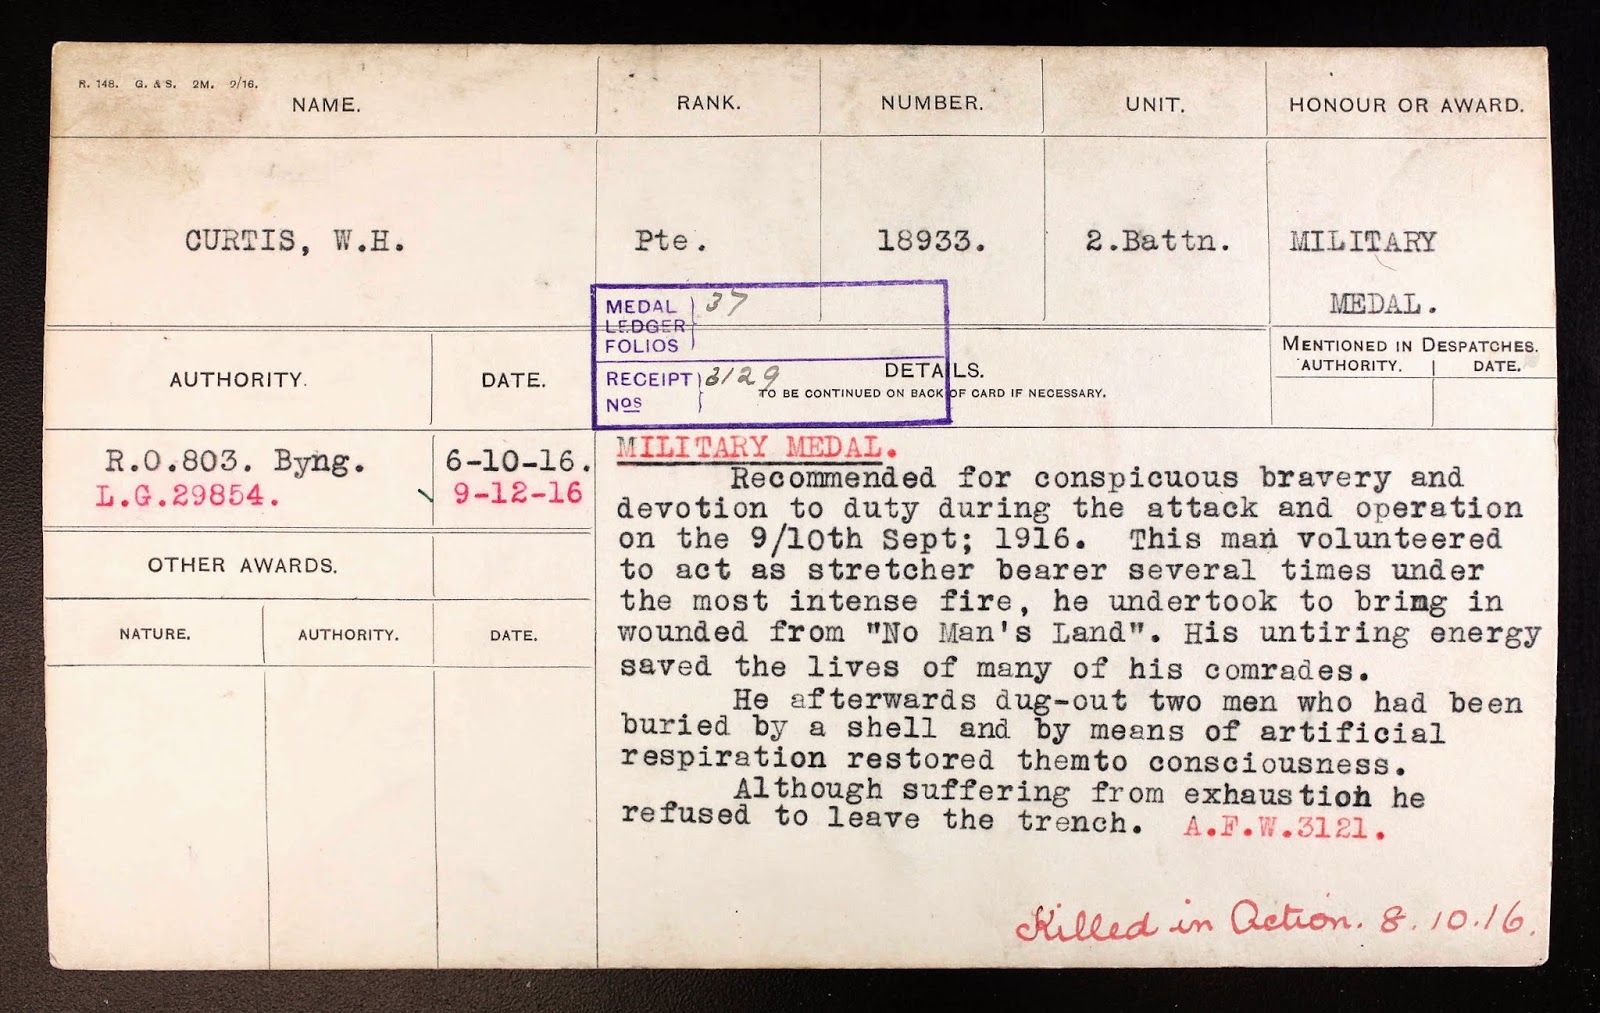 R. 148. G. & S. 2M. 9/16.
NAME.
RANK.
NUMBER.
UNIT.
HONOUR OR AWARD.
CURTIS, W.H.
Pte.
18933.
2.Battn.
MILITARY
MEDAL.
MEDAL LEDGER FOLIOS 37
RECEIPT NOS 3129
AUTHORITY.
DATE.
DETAILS.
TO BE CONTINUED ON BACK OF CARD IF NECESSARY.
MENTIONED IN DESPATCHES.
AUTHORITY.
DATE.
R.O.803. Byng.
6-10-16.
L.G.29854.
9-12-16
OTHER AWARDS.
NATURE.
AUTHORITY.
DATE.
MILITARY MEDAL.
Recommended for conspicuous bravery and
devotion to duty during the attack and operation
on the 9/10th Sept; 1916. This man volunteered
to act as stretcher bearer several times under
the most intense fire, he undertook to bring in
wounded from "No Man's Land". His untiring energy
saved the lives of many of his comrades.
He afterwards dug-out two men who had been
buried by a shell and by means of artificial
respiration restored themto consciousness.
Although suffering from exhaustion he
refused to leave the trench. A.F.W.3121.
Killed in Action. 8.10.16.